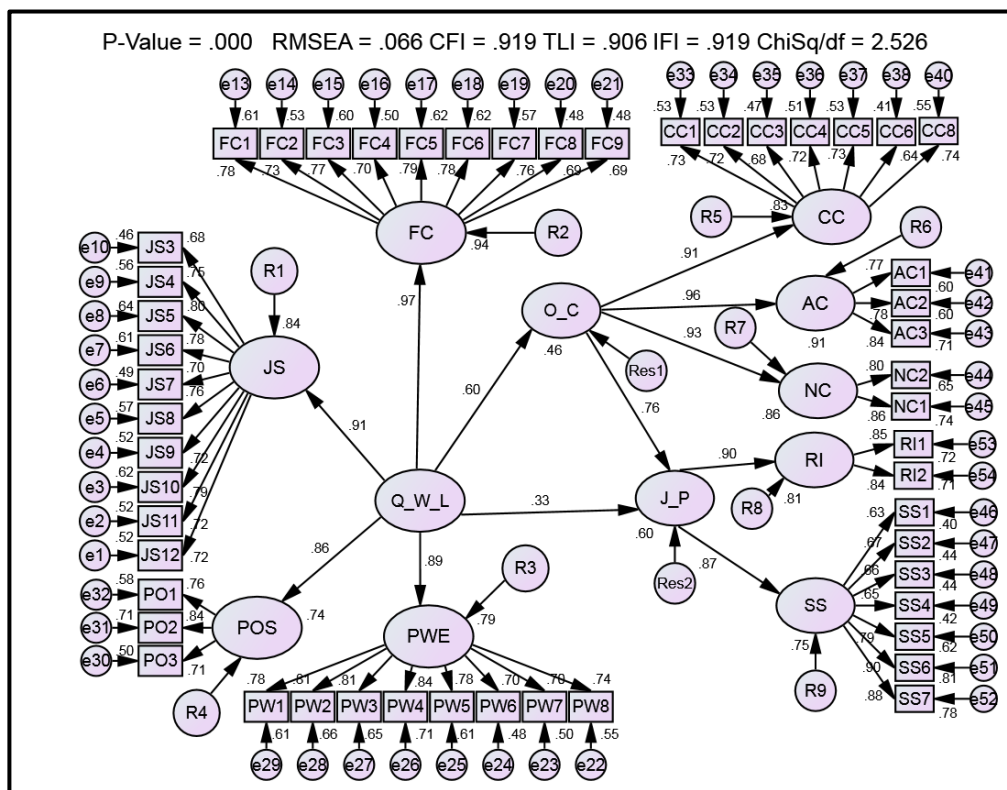 P-Value = .000 RMSEA = .066 CFI = .919 TLI = .906 IFI = .919 ChiSq/df = 2.526
e13 e14 e15 e16 e17 e18 e19 e20 e21
.61 .53 .60 .50 .62 .62 .57 .48 .48
FC1 FC2 FC3 FC4 FC5 FC6 FC7 FC8 FC9
.78 .73 .77 .70 .79 .78 .76 .69 .69
FC
.94
R2
.97
e33 e34 e35 e36 e37 e38 e40
.53 .53 .47 .51 .53 .41 .55
CC1 CC2 CC3 CC4 CC5 CC6 CC8
.73 .72 .68 .72 .73 .64 .74
R5
.83
CC
.91
R6
e10 .46 JS3 .68
e9 .56 JS4 .75
e8 .64 JS5 .80
e7 .61 JS6 .78
e6 .49 JS7 .70
e5 .57 JS8 .76
e4 .52 JS9 .72
e3 .62 JS10 .79
e2 .52 JS11 .72
e1 .52 JS12 .72
R1
.84
JS
.91
O_C
.46
Res1
.60
.96
AC
.91
.77 AC1 .60 e41
.78 AC2 .60 e42
.84 AC3 .71 e43
.93
R7
NC
.86
.80 NC2 .65 e44
.86 NC1 .74 e45
.76
Q_W_L
.33
J_P
.60
Res2
.90
RI
.81
R8
.85 RI1 .72 e53
.84 RI2 .71 e54
.87
SS
.75
R9
.63 SS1 .40 e46
.67 SS2 .44 e47
.66 SS3 .44 e48
.65 SS4 .42 e49
.79 SS5 .62 e50
.90 SS6 .81 e51
.88 SS7 .78 e52
.86
e32 .58 PO1 .76
e31 .71 PO2 .84
e30 .50 PO3 .71
POS
.74
R4
.89
R3
.79
PWE
.78 .81 .81 .84 .78 .70 .70 .74
PW1 PW2 PW3 PW4 PW5 PW6 PW7 PW8
.61 .66 .65 .71 .61 .48 .50 .55
e29 e28 e27 e26 e25 e24 e23 e22